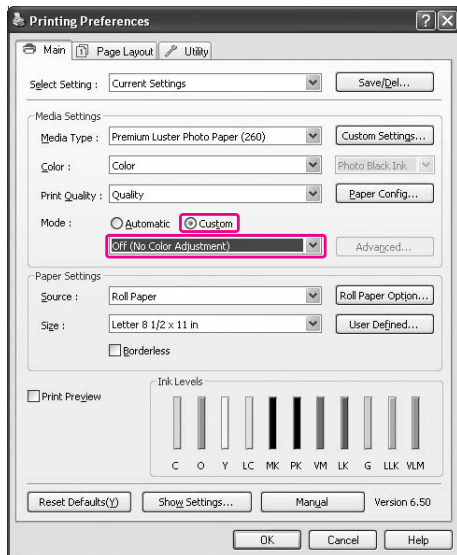 Printing Preferences
Main Page Layout Utility
Select Setting : Current Settings Save/Del...
Media Settings
Media Type : Premium Luster Photo Paper (260) Custom Settings...
Color : Color Photo Black Ink
Print Quality : Quality Paper Config...
Mode : Automatic Custom
Off (No Color Adjustment) Advanced...
Paper Settings
Source : Roll Paper Roll Paper Option...
Size : Letter 8 1/2 x 11 in User Defined...
Borderless
Print Preview
Ink Levels
C O Y LC MK PK VM LK G LLK VLM
Reset Defaults(Y) Show Settings... Manual Version 6.50
OK Cancel Help